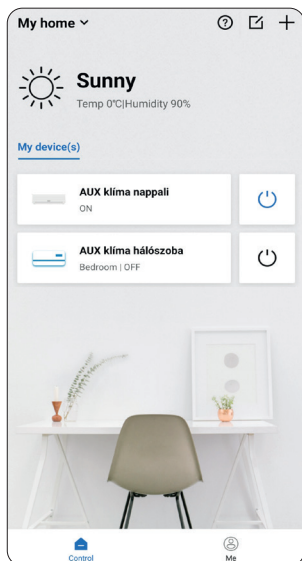 My home
Sunny
Temp 0°C|Humidity 90%
My device(s)
AUX klíma nappali
ON
AUX klíma hálószoba
Bedroom | OFF
Control
Me